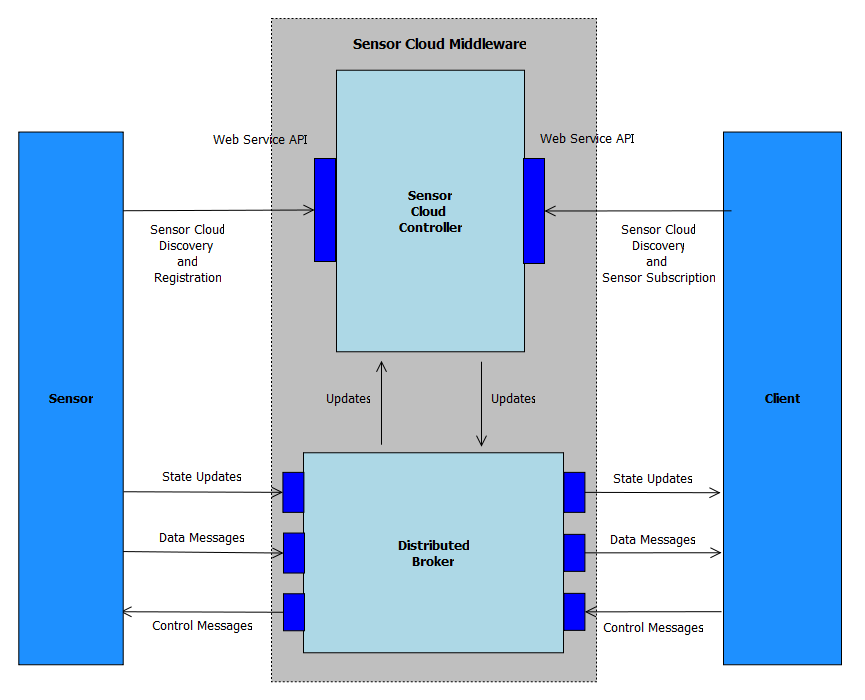 Sensor Cloud Middleware
Web Service API
Web Service API
Sensor
Cloud
Controller
Sensor Cloud
Discovery
and
Registration
Sensor Cloud
Discovery
and
Sensor Subscription
Sensor
Updates
Updates
Client
State Updates
State Updates
Data Messages
Data Messages
Distributed
Broker
Control Messages
Control Messages